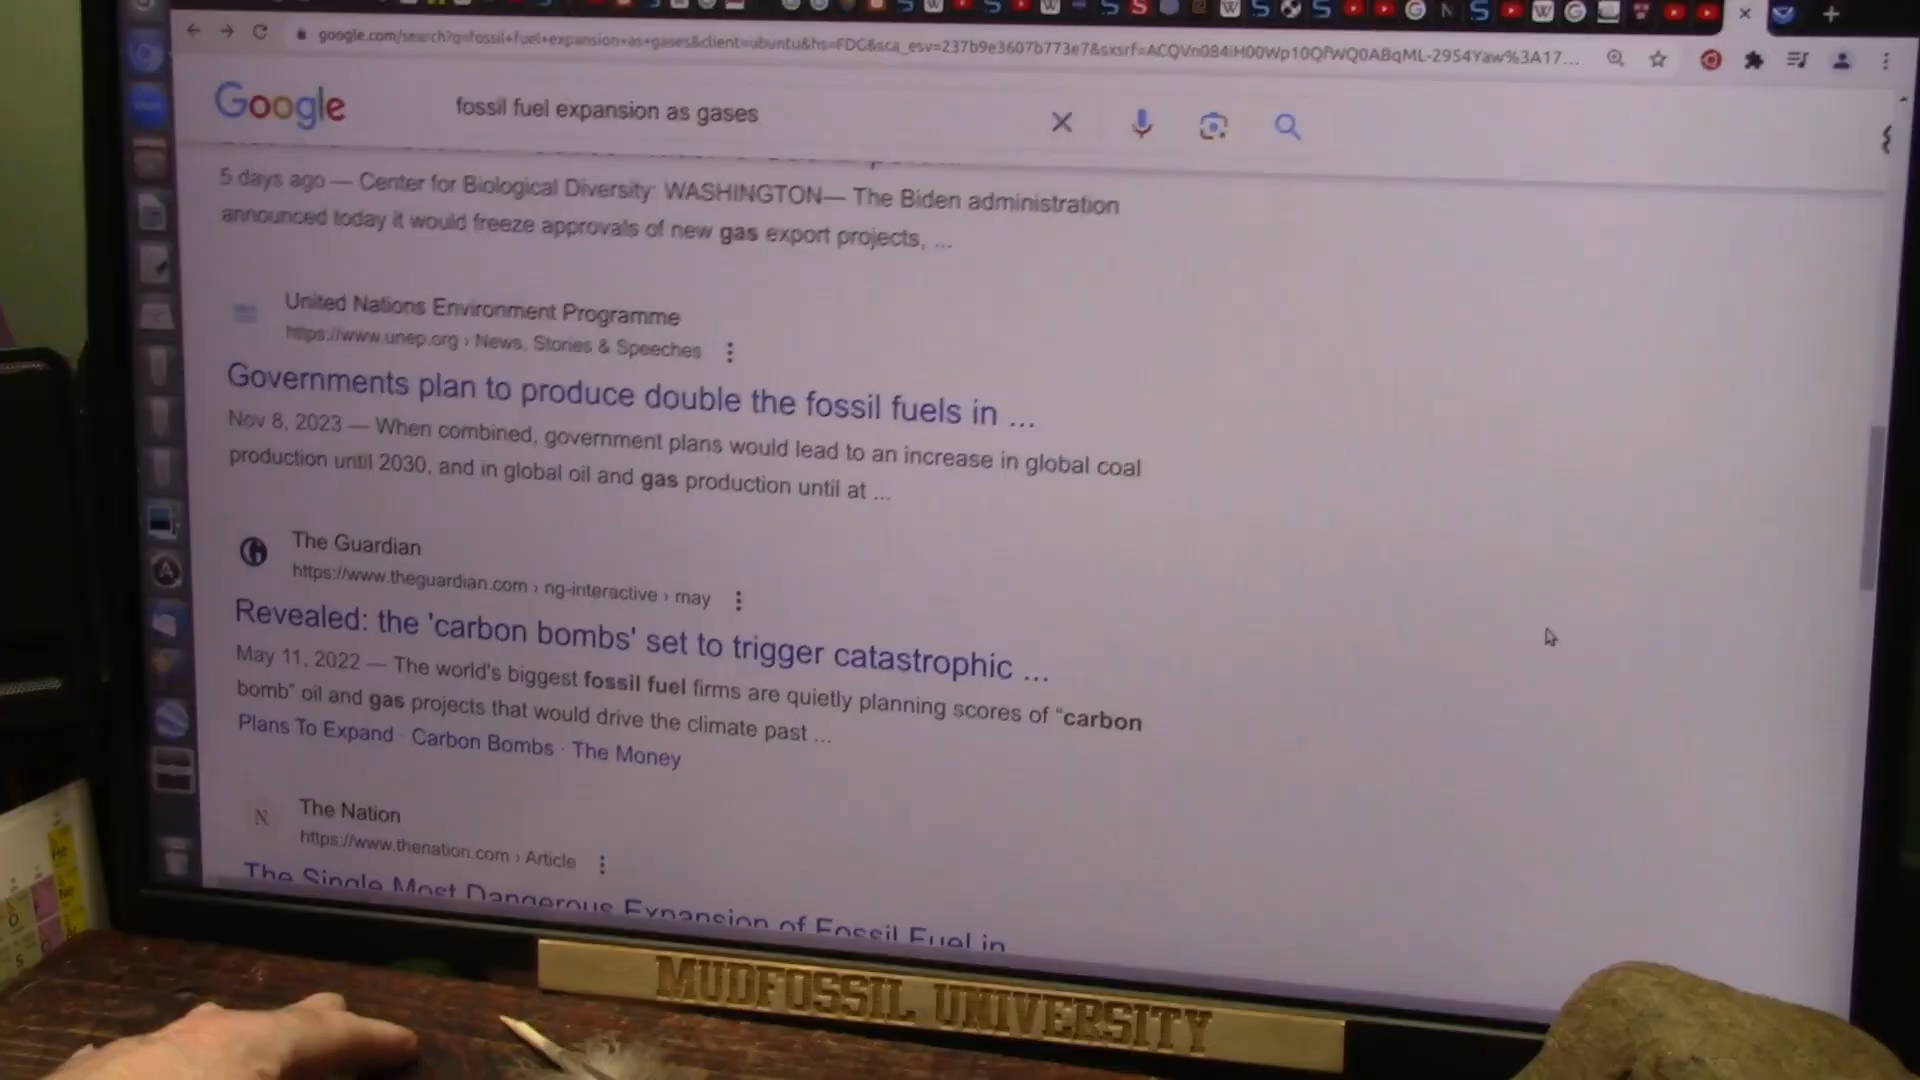 google.com/search?q=fossil+fuel+expansion+as+gases&client=ubuntu&hs=FDG&sca_esv=237b9e3607b773e7&sxsrf=
Google
fossil fuel expansion as gases
5 days ago — Center for Biological Diversity WASHINGTON— The Biden administration
announced today it would freeze approvals of new gas export projects, ...
United Nations Environment Programme
https://www.unep.org › News, Stories & Speeches
Governments plan to produce double the fossil fuels in ...
Nov 8, 2023 — When combined, government plans would lead to an increase in global coal
production until 2030, and in global oil and gas production until at ...
The Guardian
https://www.theguardian.com › ng-interactive › may
Revealed: the 'carbon bombs' set to trigger catastrophic ...
May 11, 2022 — The world's biggest fossil fuel firms are quietly planning scores of “carbon
bomb” oil and gas projects that would drive the climate past ...
Plans To Expand · Carbon Bombs · The Money
N
The Nation
https://www.thenation.com › Article
The Single Most Dangerous Expansion of Fossil Fuel in
MUDFOSSIL UNIVERSITY
He
O
S